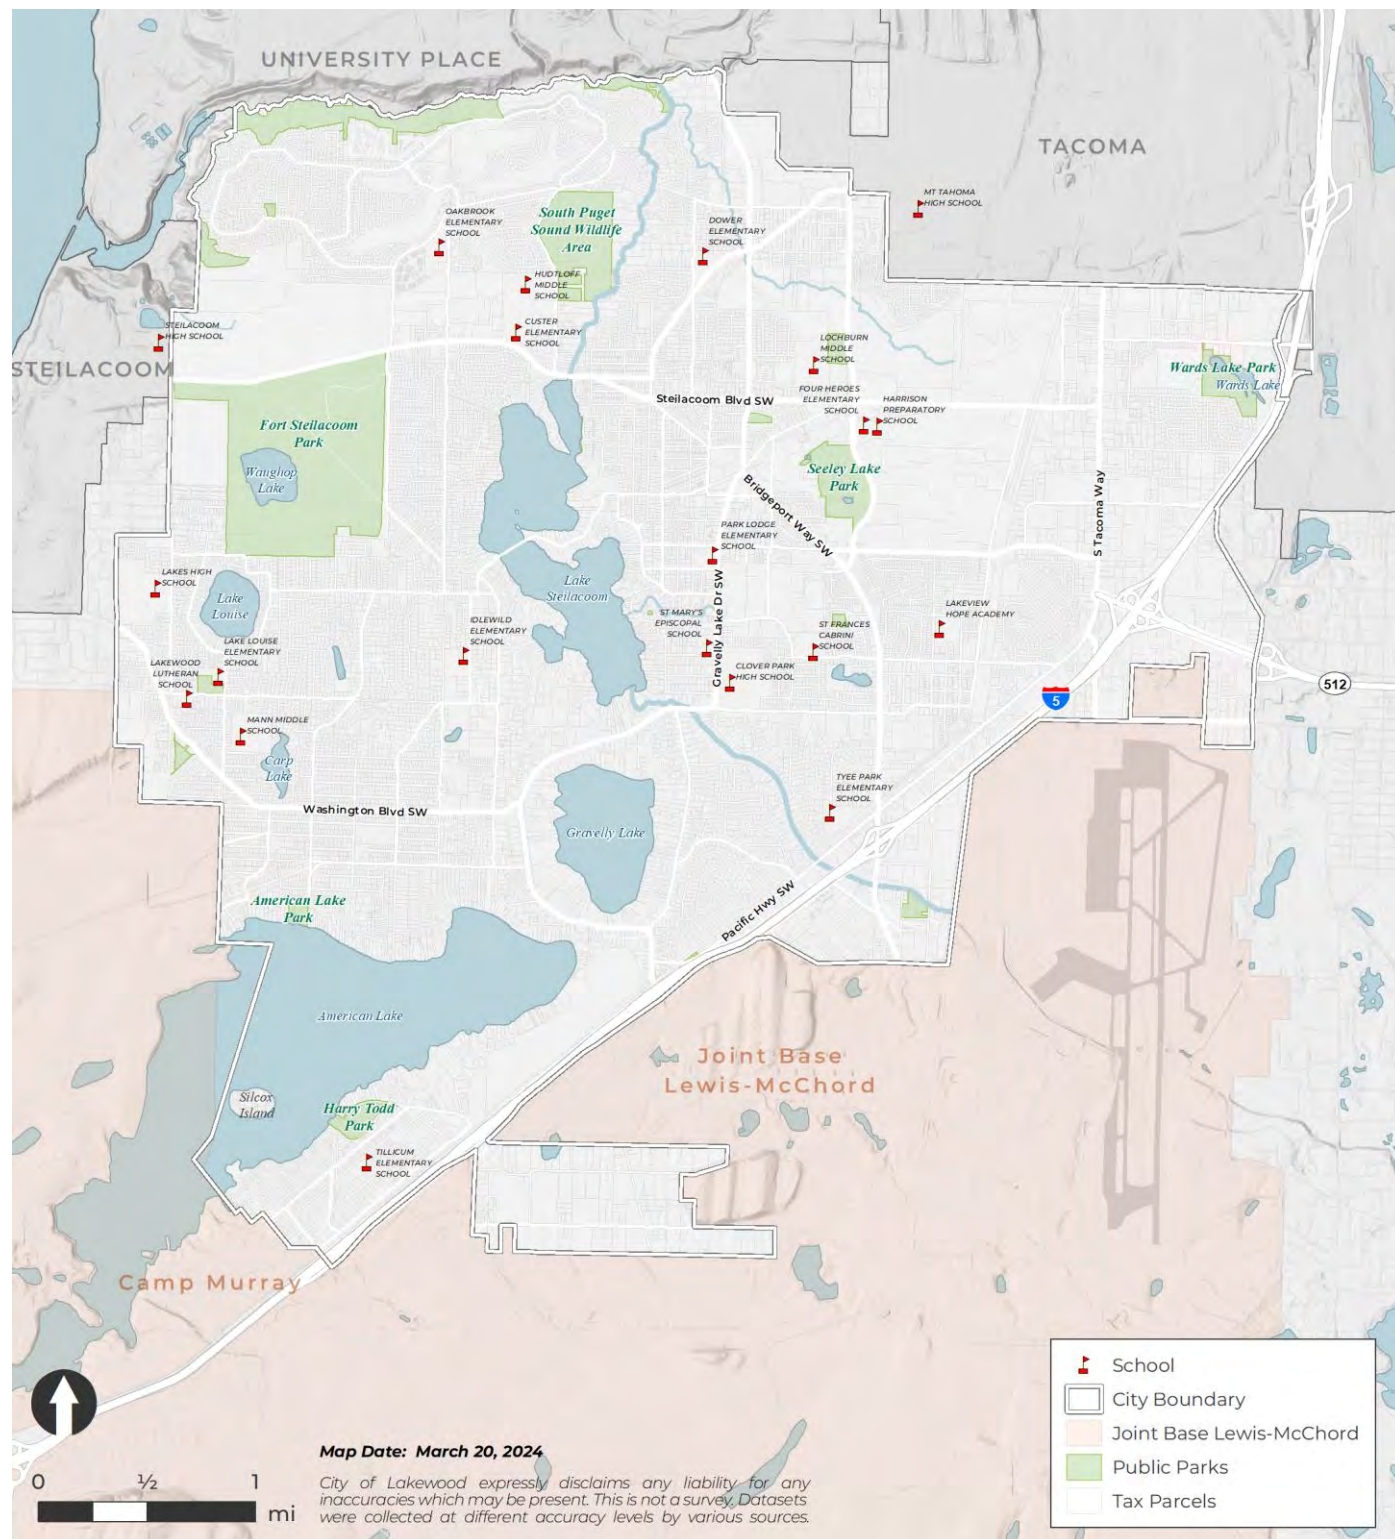 UNIVERSITY PLACE
TACOMA
MT TAHOMA
HIGH SCHOOL
OAKBROOK
ELEMENTARY
SCHOOL
South Puget
Sound Wildlife
Area
DOWER
ELEMENTARY
SCHOOL
HUDTLOFF
MIDDLE
SCHOOL
CUSTER
ELEMENTARY
SCHOOL
STEILACOOM
HIGH SCHOOL
STEILACOOM
LOCHBURN
MIDDLE
SCHOOL
Wards Lake Park
Wards Lake
FOUR HEROES
ELEMENTARY
SCHOOL
HARRISON
PREPARATORY
SCHOOL
Steilacoom Blvd SW
Fort Steilacoom
Park
Waughop
Lake
Seeley Lake
Park
Bridgeport Way SW
S Tacoma Way
PARK LODGE
ELEMENTARY
SCHOOL
LAKES HIGH
SCHOOL
Lake
Louise
Lake
Steilacoom
Gravelly Lake Dr SW
ST MARY'S
EPISCOPAL
SCHOOL
IDLEWILD
ELEMENTARY
SCHOOL
ST FRANCES
CABRINI
SCHOOL
LAKEVIEW
HOPE ACADEMY
LAKE LOUISE
ELEMENTARY
SCHOOL
LAKEWOOD
LUTHERAN
SCHOOL
CLOVER PARK
HIGH SCHOOL
512
5
MANN MIDDLE
SCHOOL
Carp
Lake
TYEE PARK
ELEMENTARY
SCHOOL
Washington Blvd SW
Gravelly Lake
American Lake
Park
Pacific Hwy SW
American Lake
Joint Base
Lewis-McChord
Silcox
Island
Harry Todd
Park
TILLICUM
ELEMENTARY
SCHOOL
Camp Murray
School
City Boundary
Joint Base Lewis-McChord
Public Parks
Tax Parcels
Map Date: March 20, 2024
City of Lakewood expressly disclaims any liability for any
inaccuracies which may be present. This is not a survey. Datasets
were collected at different accuracy levels by various sources.
0 ½ 1
mi